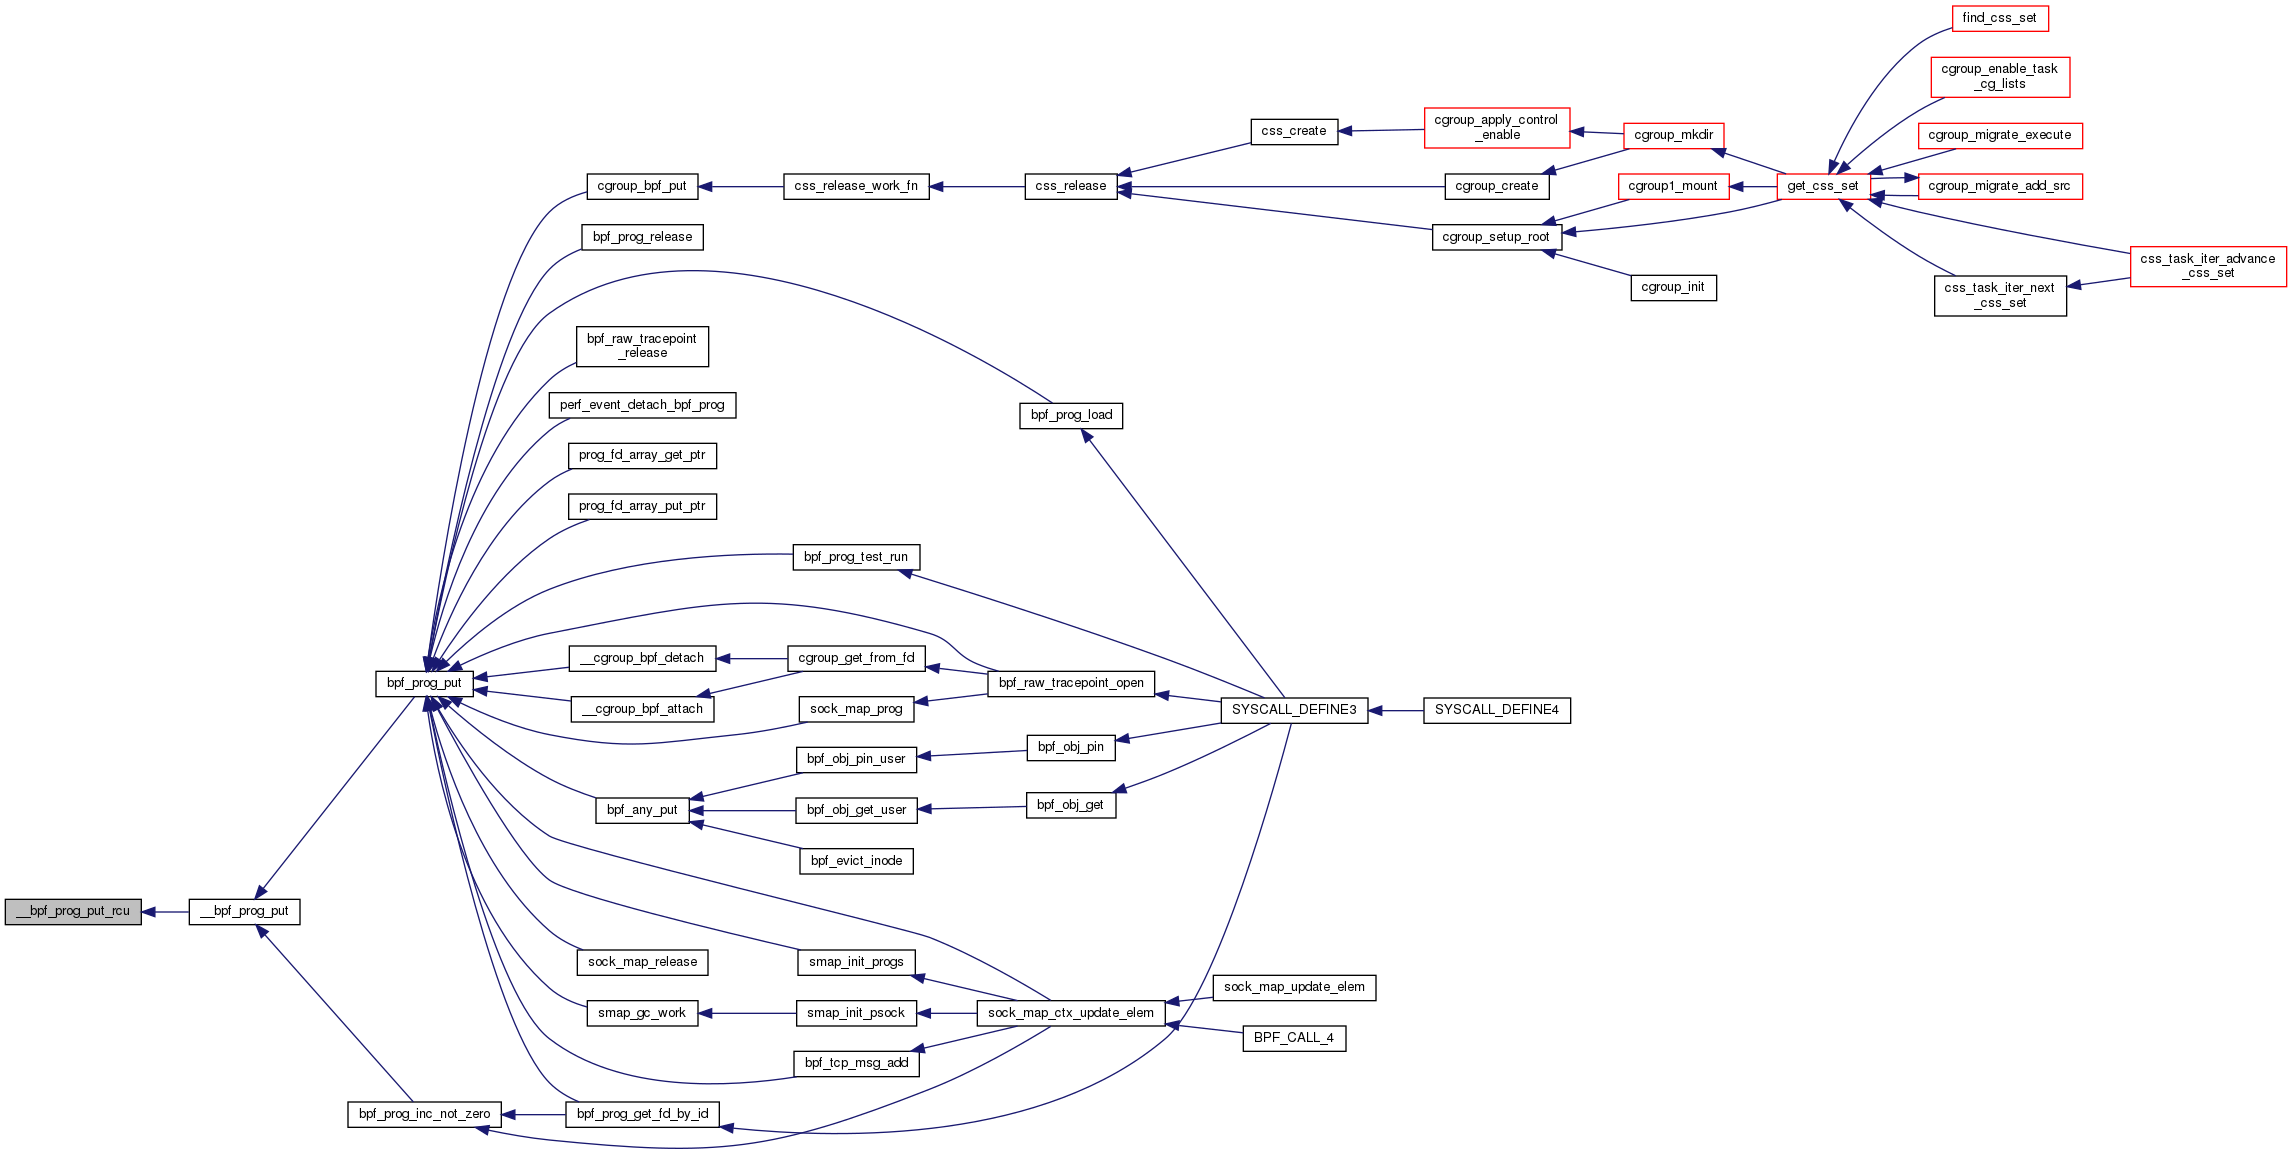 find_css_set
cgroup_enable_task
_cg_lists
css_create
cgroup_apply_control
_enable
cgroup_mkdir
cgroup_migrate_execute
cgroup_bpf_put
css_release_work_fn
css_release
cgroup_create
cgroup1_mount
get_css_set
cgroup_migrate_add_src
bpf_prog_release
cgroup_setup_root
css_task_iter_advance
_css_set
cgroup_init
css_task_iter_next
_css_set
bpf_raw_tracepoint
_release
perf_event_detach_bpf_prog
bpf_prog_load
prog_fd_array_get_ptr
prog_fd_array_put_ptr
bpf_prog_test_run
__cgroup_bpf_detach
cgroup_get_from_fd
bpf_prog_put
bpf_raw_tracepoint_open
__cgroup_bpf_attach
sock_map_prog
SYSCALL_DEFINE3
SYSCALL_DEFINE4
bpf_obj_pin_user
bpf_obj_pin
bpf_any_put
bpf_obj_get_user
bpf_obj_get
bpf_evict_inode
__bpf_prog_put_rcu
__bpf_prog_put
sock_map_release
smap_init_progs
sock_map_update_elem
smap_gc_work
smap_init_psock
sock_map_ctx_update_elem
BPF_CALL_4
bpf_tcp_msg_add
bpf_prog_inc_not_zero
bpf_prog_get_fd_by_id